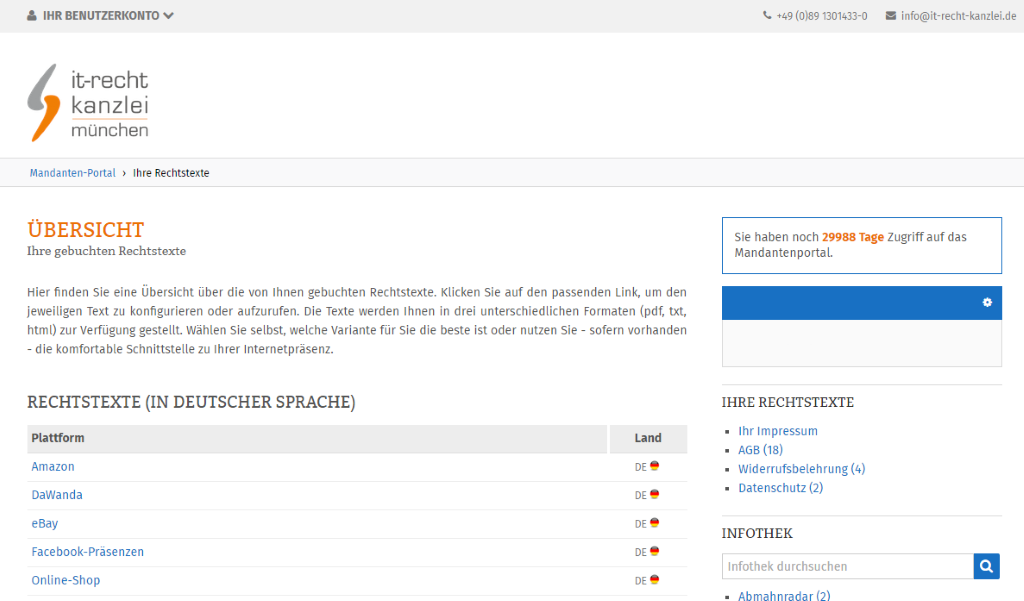 IHR BENUTZERKONTO
+49 (0)89 1301433-0
info@it-recht-kanzlei.de
it-recht
kanzlei
münchen
Mandanten-Portal › Ihre Rechtstexte
ÜBERSICHT
Ihre gebuchten Rechtstexte
Hier finden Sie eine Übersicht über die von Ihnen gebuchten Rechtstexte. Klicken Sie auf den passenden Link, um den
jeweiligen Text zu konfigurieren oder aufzurufen. Die Texte werden Ihnen in drei unterschiedlichen Formaten (pdf, txt,
html) zur Verfügung gestellt. Wählen Sie selbst, welche Variante für Sie die beste ist oder nutzen Sie - sofern vorhanden
- die komfortable Schnittstelle zu Ihrer Internetpräsenz.
RECHTSTEXTE (IN DEUTSCHER SPRACHE)
Plattform Land
Amazon DE
DaWanda DE
eBay DE
Facebook-Präsenzen DE
Online-Shop DE
Sie haben noch 29988 Tage Zugriff auf das
Mandantenportal.
IHRE RECHTSTEXTE
Ihr Impressum
AGB (18)
Widerrufsbelehrung (4)
Datenschutz (2)
INFOTHEK
Infothek durchsuchen
Abmahnradar (2)